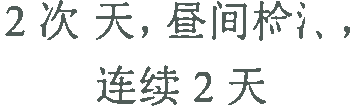 2 次 天，昼间检 ，
连续 2 天